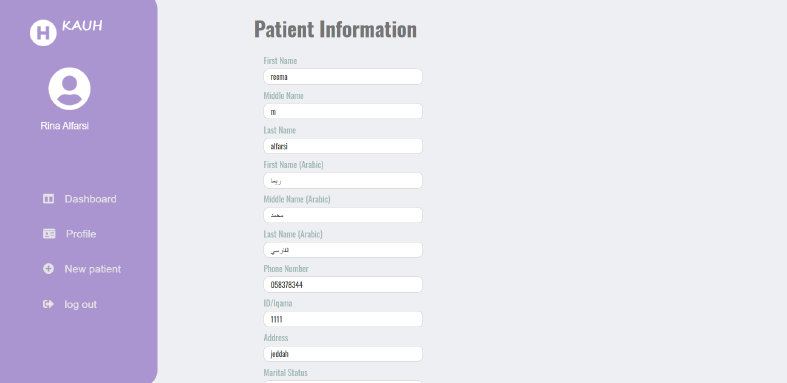 H KAUH
Rina Alfarsi
Dashboard
Profile
New patient
log out
Patient Information
First Name
reema
Middle Name
m
Last Name
alfarsi
First Name (Arabic)
ريما
Middle Name (Arabic)
محمد
Last Name (Arabic)
الفارسي
Phone Number
058378344
ID/Iqama
1111
Address
jeddah
Marital Status